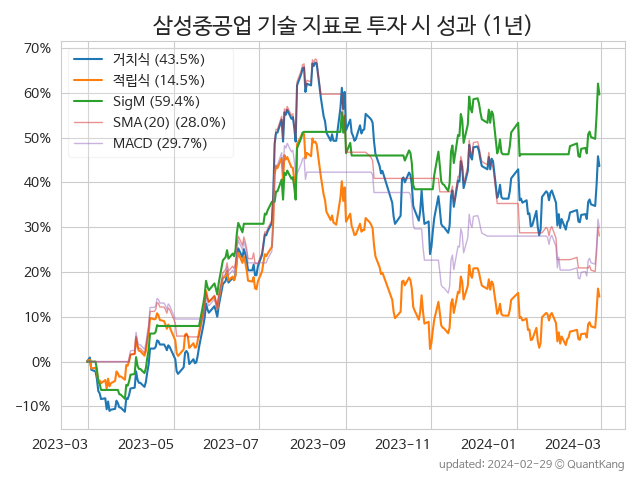 삼성중공업 기술 지표로 투자 시 성과 (1년)
70%
60%
50%
40%
30%
20%
10%
0%
−10%
거치식 (43.5%)
적립식 (14.5%)
SigM (59.4%)
SMA(20) (28.0%)
MACD (29.7%)
2023-03
2023-05
2023-07
2023-09
2023-11
2024-01
2024-03
updated: 2024-02-29 © QuantKang